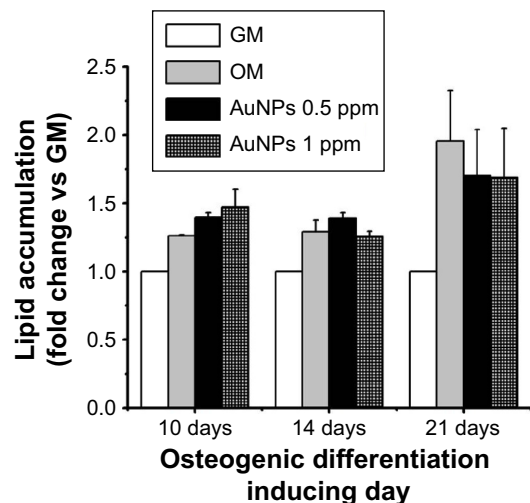 GM
OM
AuNPs 0.5 ppm
AuNPs 1 ppm
2.5
2.0
1.5
1.0
0.5
0.0
Lipid accumulation
(fold change vs GM)
10 days 14 days 21 days
Osteogenic differentiation
inducing day